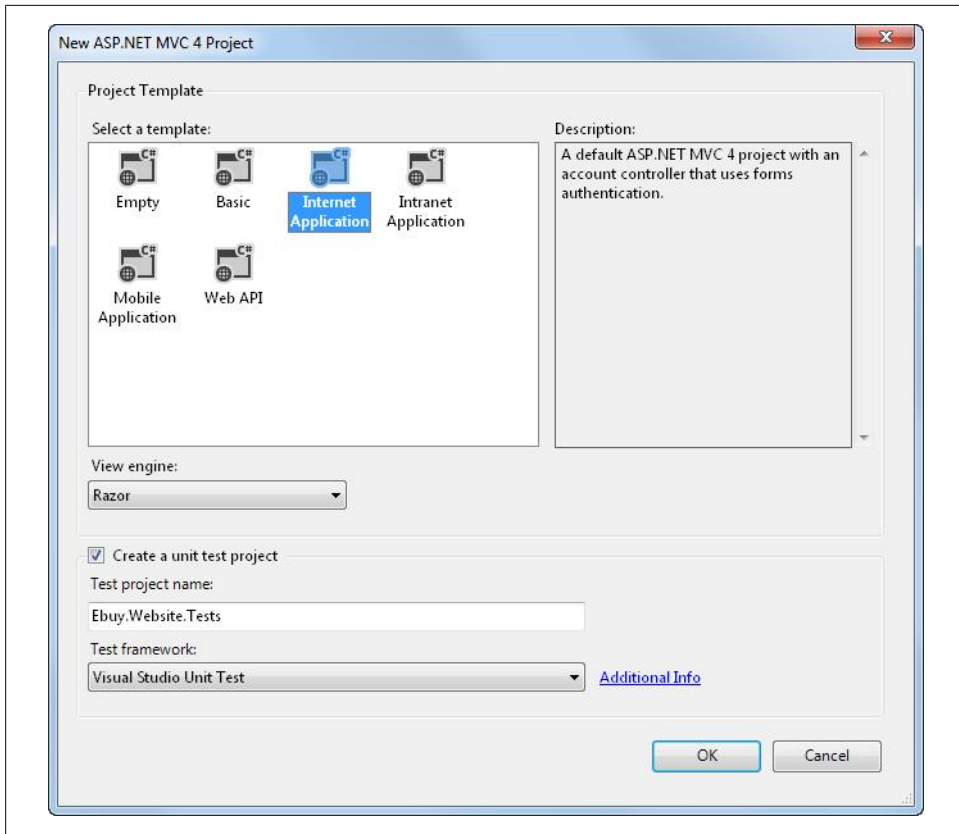 New ASP.NET MVC 4 Project
Project Template
Select a template:
C#
Empty
C#
Basic
C#
Internet
Application
C#
Intranet
Application
C#
Mobile
Application
C#
Web API
Description:
A default ASP.NET MVC 4 project with an
account controller that uses forms
authentication.
View engine:
Razor
Create a unit test project
Test project name:
Ebuy.Website.Tests
Test framework:
Visual Studio Unit Test
Additional Info
OK
Cancel